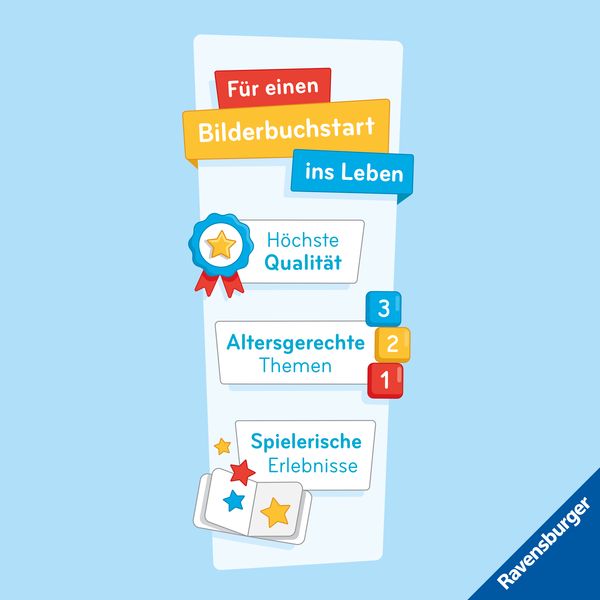 Für einen
Bilderbuchstart
ins Leben
Höchste
Qualität
3
Altersgerechte
2
Themen
1
Spielerische
Erlebnisse
Ravensburger